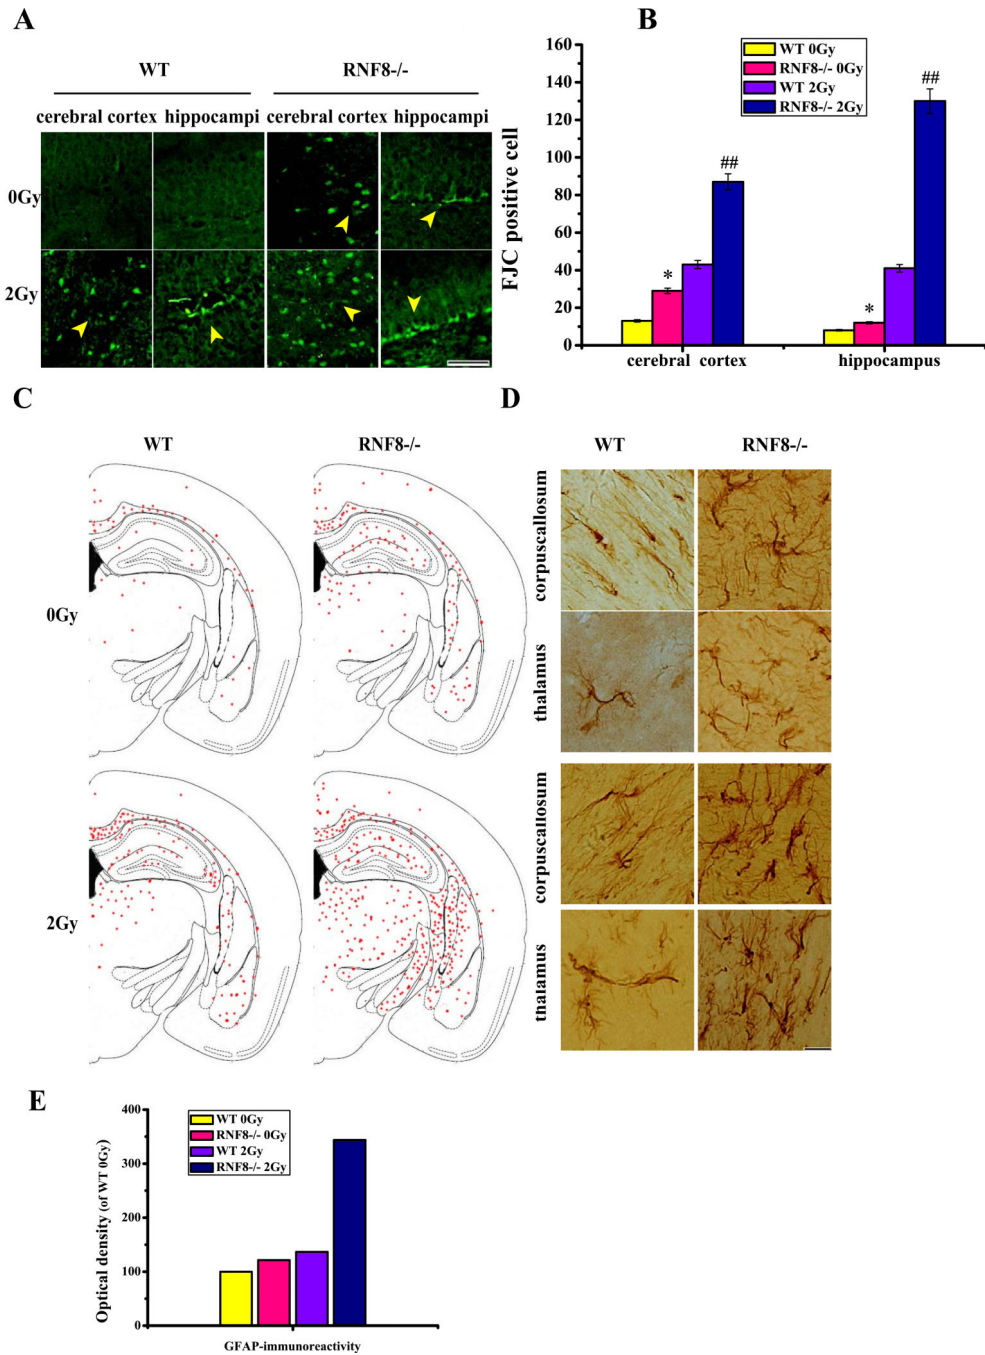 A
WT RNF8-/-
cerebral cortex hippocampi cerebral cortex hippocampi
0Gy
2Gy
B
FJC positive cell
160
140
120
100
80
60
40
20
0
WT 0Gy
RNF8-/- 0Gy
WT 2Gy
RNF8-/- 2Gy
*
##
*
##
cerebral cortex hippocampus
C
WT RNF8-/-
0Gy
2Gy
D
WT RNF8-/-
corpuscallosum
thalamus
corpuscallosum
thalamus
E
Optical density (of WT 0Gy)
400
300
200
100
0
WT 0Gy
RNF8-/- 0Gy
WT 2Gy
RNF8-/- 2Gy
GFAP-immunoreactivity